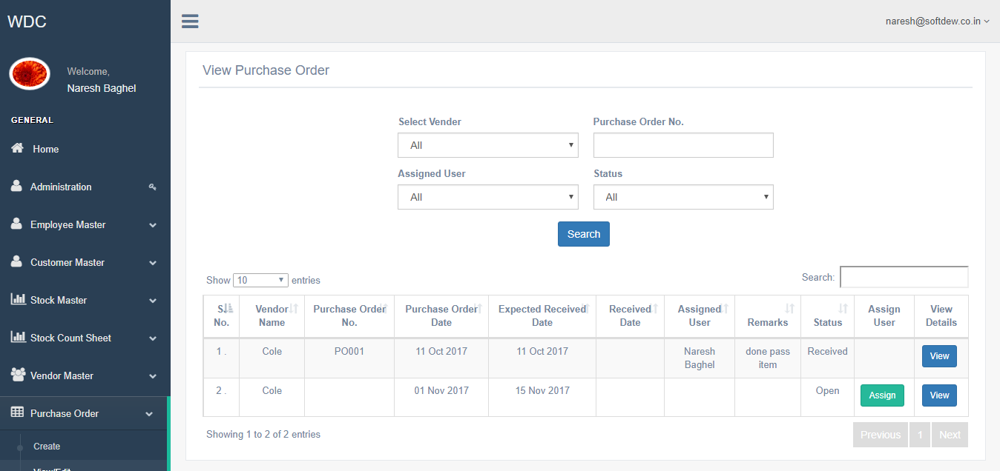 WDC
naresh@softdew.co.in
Welcome,
Naresh Baghel
GENERAL
Home
Administration
Employee Master
Customer Master
Stock Master
Stock Count Sheet
Vendor Master
Purchase Order
Create
View/Edit
View Purchase Order
Select Vender
Purchase Order No.
All
Assigned User
Status
All
All
Search
Show 10 entries
Search:
S. No.
Vendor Name
Purchase Order No.
Purchase Order Date
Expected Received Date
Received Date
Assigned User
Remarks
Status
Assign User
View Details
1 .
Cole
PO001
11 Oct 2017
11 Oct 2017
Naresh Baghel
done pass item
Received
View
2 .
Cole
01 Nov 2017
15 Nov 2017
Open
Assign
View
Showing 1 to 2 of 2 entries
Previous
1
Next